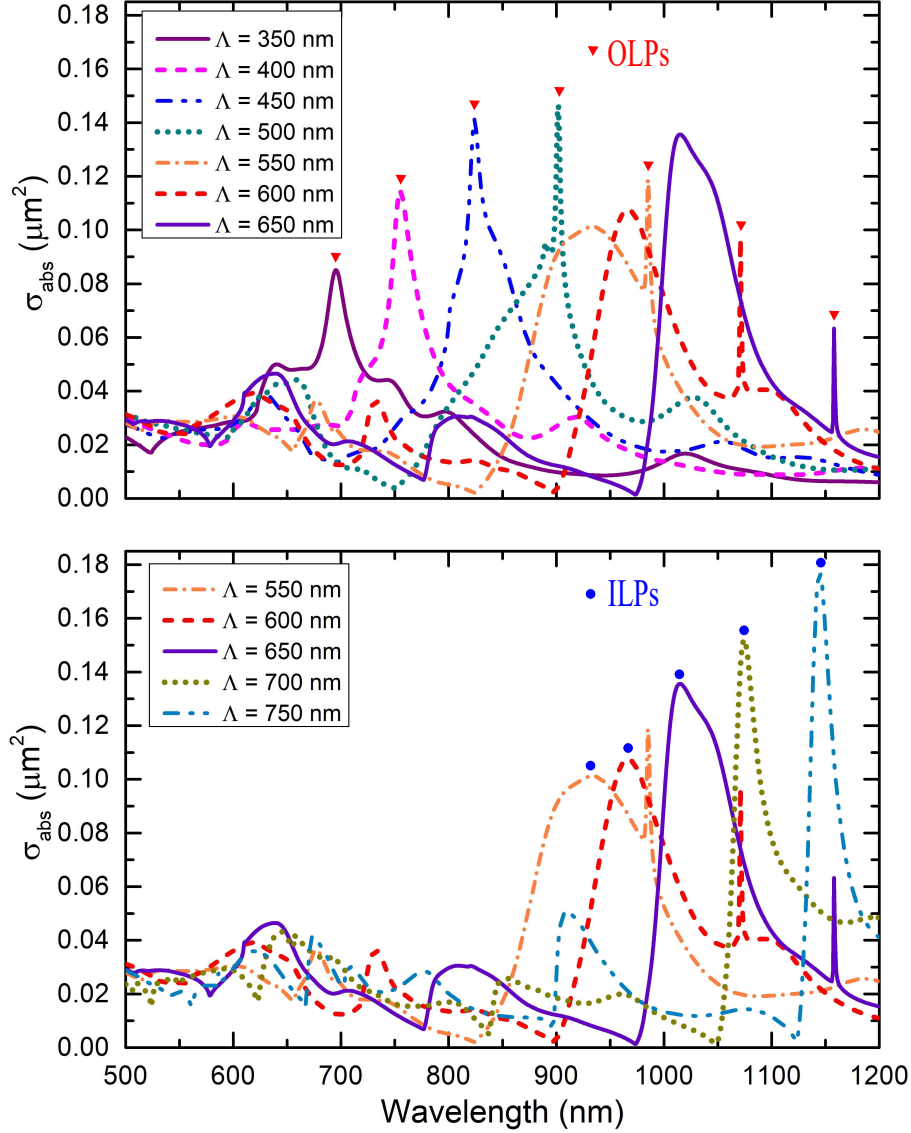 0.18
0.16
0.14
0.12
0.10
0.08
0.06
0.04
0.02
0.00
σabs (μm²)
Λ = 350 nm
Λ = 400 nm
Λ = 450 nm
Λ = 500 nm
Λ = 550 nm
Λ = 600 nm
Λ = 650 nm
OLPs
0.18
0.16
0.14
0.12
0.10
0.08
0.06
0.04
0.02
0.00
σabs (μm²)
Λ = 550 nm
Λ = 600 nm
Λ = 650 nm
Λ = 700 nm
Λ = 750 nm
ILPs
500 600 700 800 900 1000 1100 1200
Wavelength (nm)